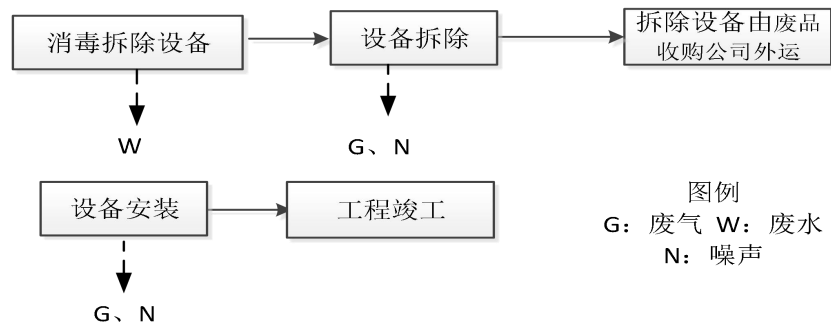 消毒拆除设备
设备拆除
拆除设备由废品
收购公司外运
W
G、N
设备安装
工程竣工
图例
G：废气 W：废水
N：噪声
G、N